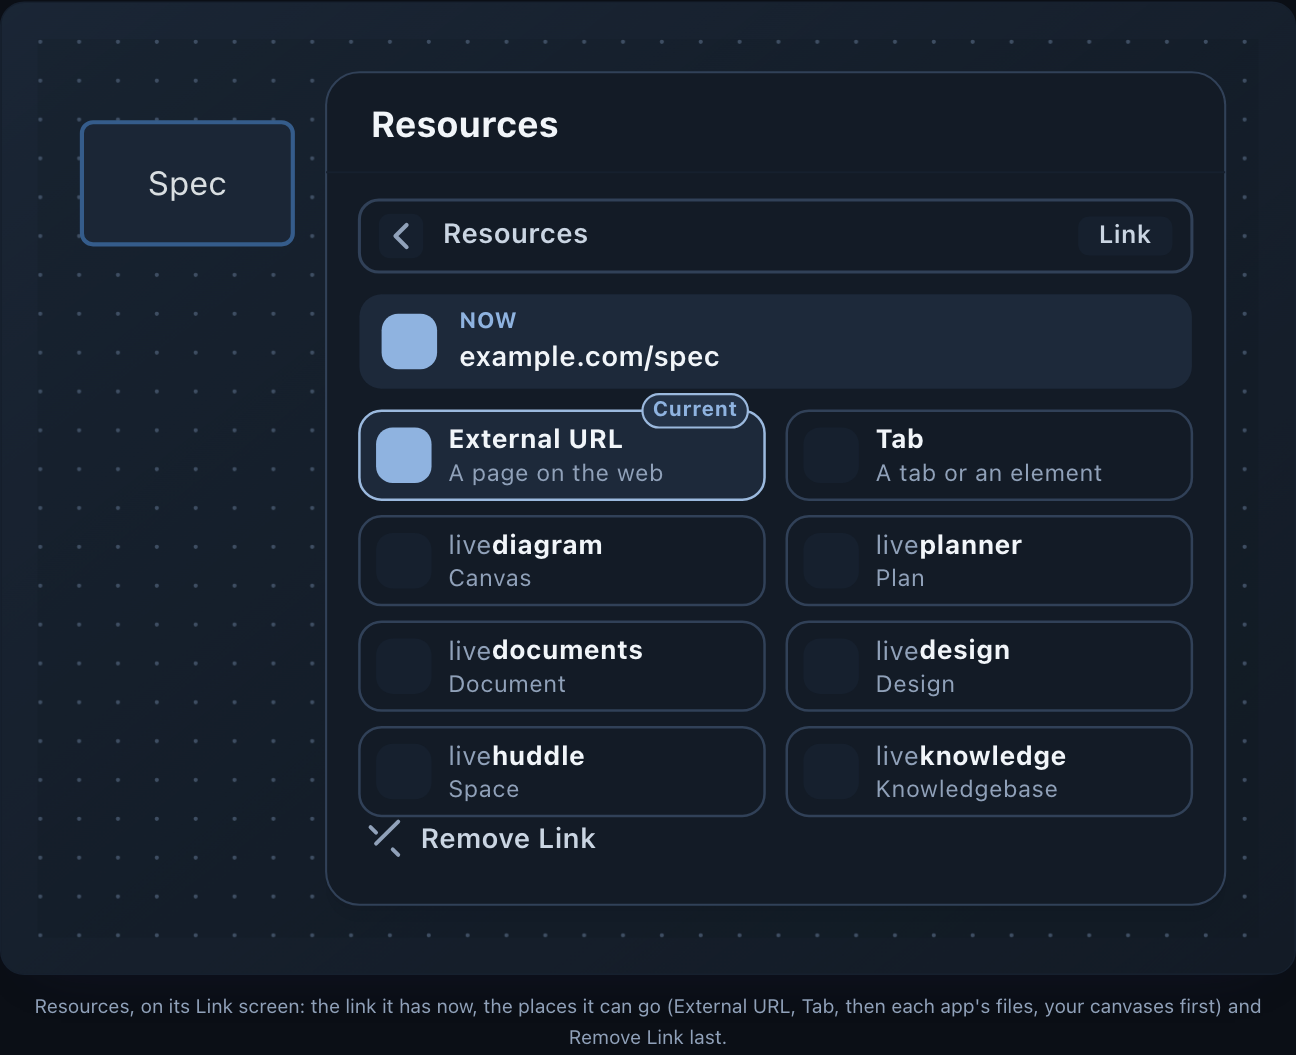 Spec
Resources
Resources
Link
NOW
example.com/spec
Current
External URL
A page on the web
Tab
A tab or an element
livediagram
Canvas
liveplanner
Plan
livedocuments
Document
livedesign
Design
livehuddle
Space
liveknowledge
Knowledgebase
Remove Link
Resources, on its Link screen: the link it has now, the places it can go (External URL, Tab, then each app's files, your canvases first) and
Remove Link last.